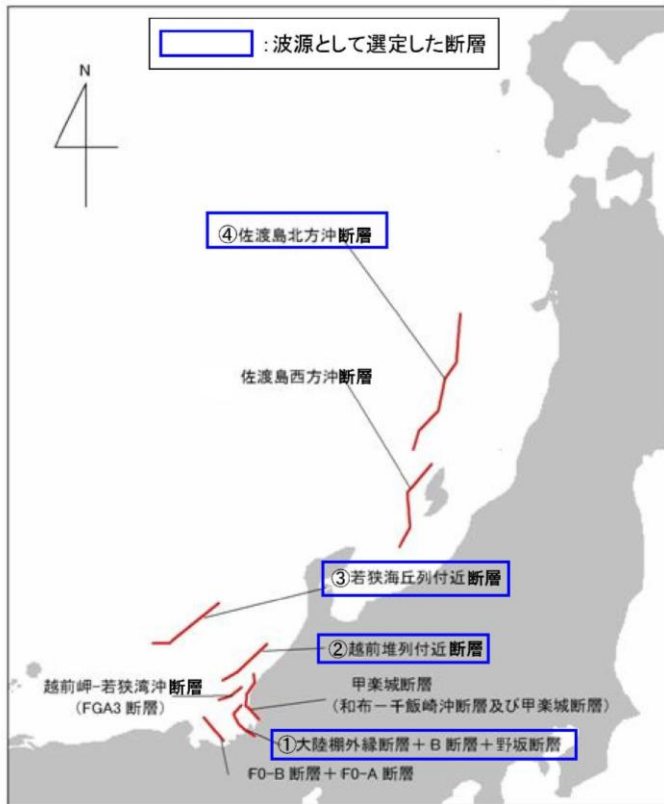 ：波源として選定した断層
N
④佐渡島北方沖断層
佐渡島西方沖断層
③若狭海丘列付近断層
②越前堆列付近断層
越前岬-若狭湾沖断層
（FGA3 断層）
甲楽城断層
（和布－干飯崎沖断層及び甲楽城断層）
①大陸棚外縁断層＋B 断層＋野坂断層
F0-B 断層＋F0-A 断層